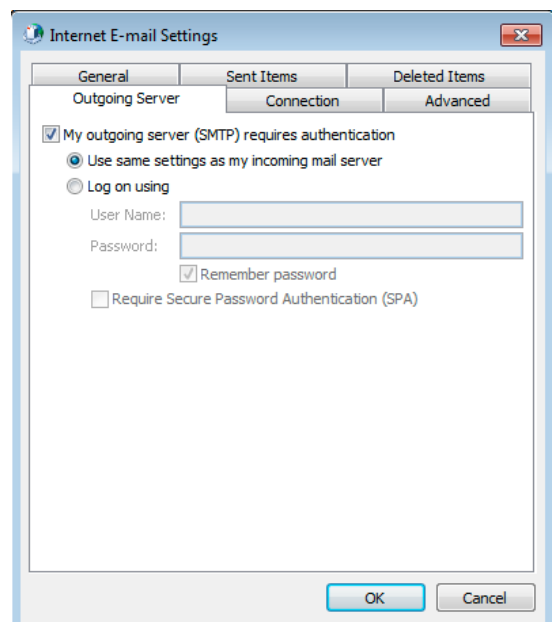 Internet E-mail Settings
General Sent Items Deleted Items
Outgoing Server Connection Advanced
My outgoing server (SMTP) requires authentication
Use same settings as my incoming mail server
Log on using
User Name:
Password:
Remember password
Require Secure Password Authentication (SPA)
OK Cancel